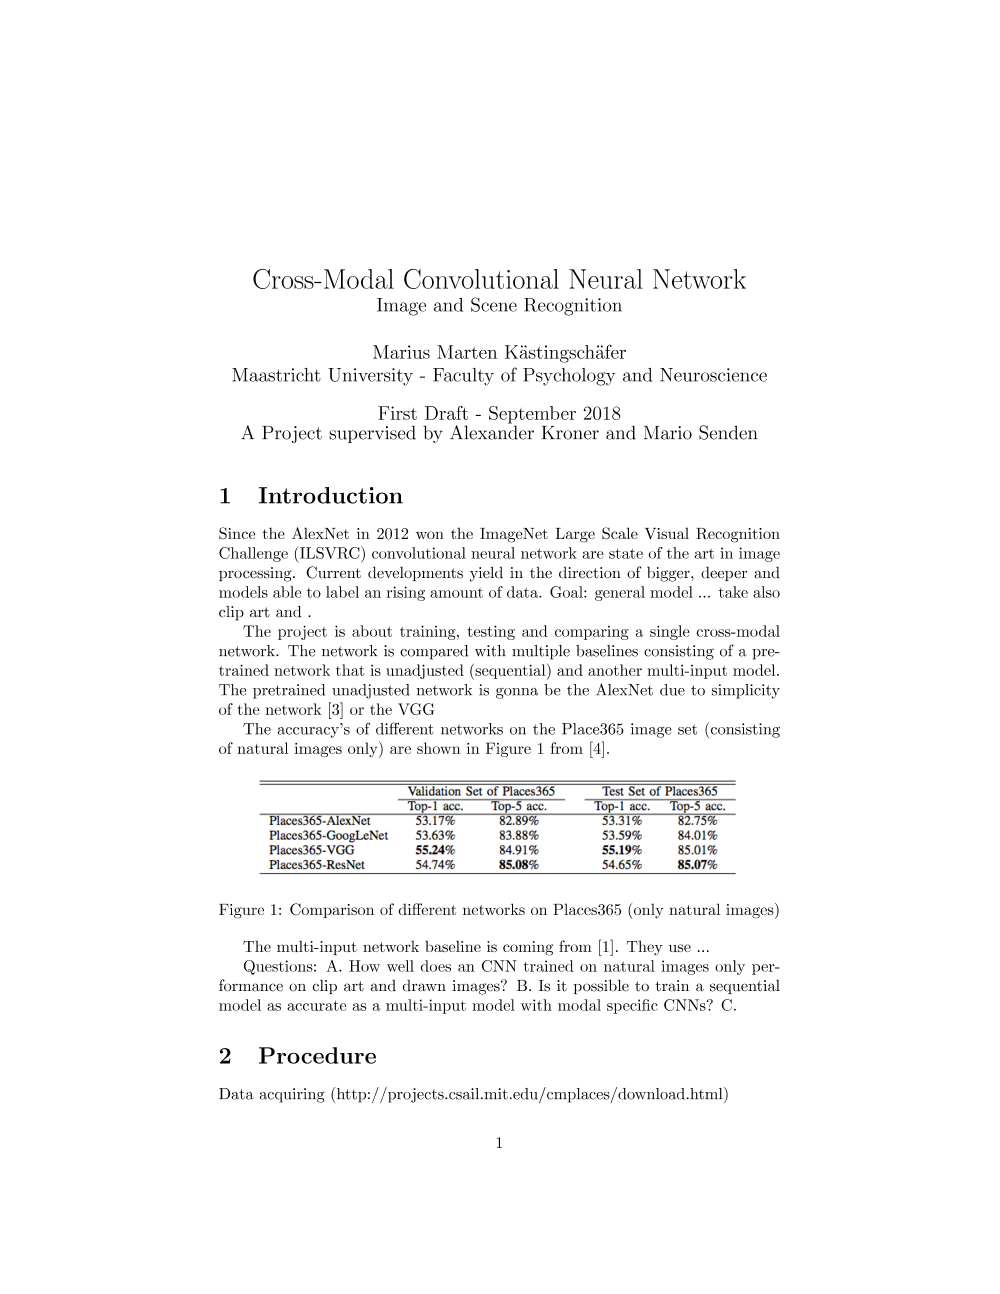 Cross-Modal Convolutional Neural Network
Image and Scene Recognition
Marius Marten Kästingschäfer
Maastricht University - Faculty of Psychology and Neuroscience
First Draft - September 2018
A Project supervised by Alexander Kroner and Mario Senden
1 Introduction
Since the AlexNet in 2012 won the ImageNet Large Scale Visual Recognition
Challenge (ILSVRC) convolutional neural network are state of the art in image
processing. Current developments yield in the direction of bigger, deeper and
models able to label an rising amount of data. Goal: general model ... take also
clip art and .
The project is about training, testing and comparing a single cross-modal
network. The network is compared with multiple baselines consisting of a pre-
trained network that is unadjusted (sequential) and another multi-input model.
The pretrained unadjusted network is gonna be the AlexNet due to simplicity
of the network [3] or the VGG
The accuracy's of different networks on the Place365 image set (consisting
of natural images only) are shown in Figure 1 from [4].
Validation Set of Places365 Test Set of Places365
Top-1 acc. Top-5 acc. Top-1 acc. Top-5 acc.
Places365-AlexNet 53.17% 82.89% 53.31% 82.75%
Places365-GoogLeNet 53.63% 83.88% 53.59% 84.01%
Places365-VGG 55.24% 84.91% 55.19% 85.01%
Places365-ResNet 54.74% 85.08% 54.65% 85.07%
Figure 1: Comparison of different networks on Places365 (only natural images)
The multi-input network baseline is coming from [1]. They use ...
Questions: A. How well does an CNN trained on natural images only per-
formance on clip art and drawn images? B. Is it possible to train a sequential
model as accurate as a multi-input model with modal specific CNNs? C.
2 Procedure
Data acquiring (http://projects.csail.mit.edu/cmplaces/download.html)
1